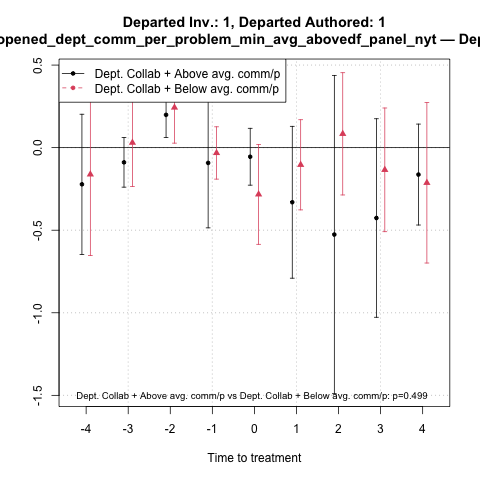 Departed Inv.: 1, Departed Authored: 1
opened_dept_comm_per_problem_min_avg_abovedf_panel_nyt — Dep
Dept. Collab + Above avg. comm/p
Dept. Collab + Below avg. comm/p
0.5
0.0
-0.5
-1.0
-1.5
Dept. Collab + Above avg. comm/p vs Dept. Collab + Below avg. comm/p: p=0.499
-4 -3 -2 -1 0 1 2 3 4
Time to treatment